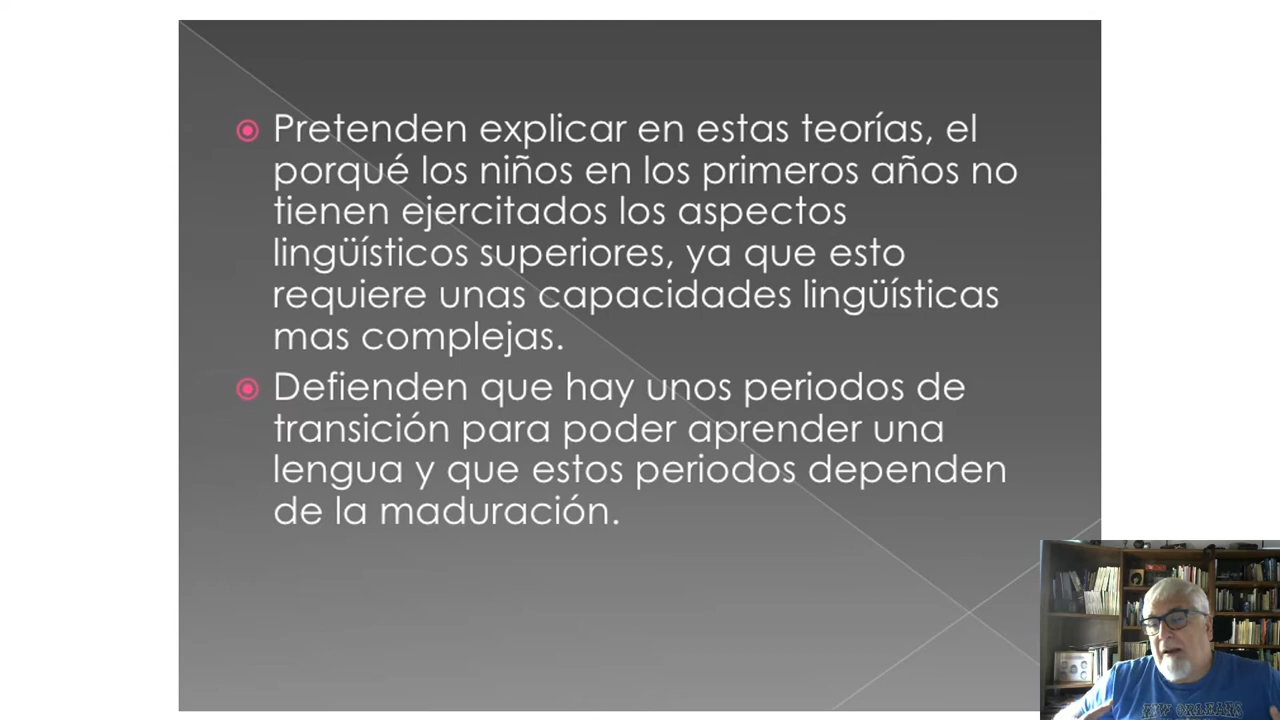 Pretenden explicar en estas teorías, el
porqué los niños en los primeros años no
tienen ejercitados los aspectos
lingüísticos superiores, ya que esto
requiere unas capacidades lingüísticas
mas complejas.
Defienden que hay unos periodos de
transición para poder aprender una
lengua y que estos periodos dependen
de la maduración.
NEW ORLEANS